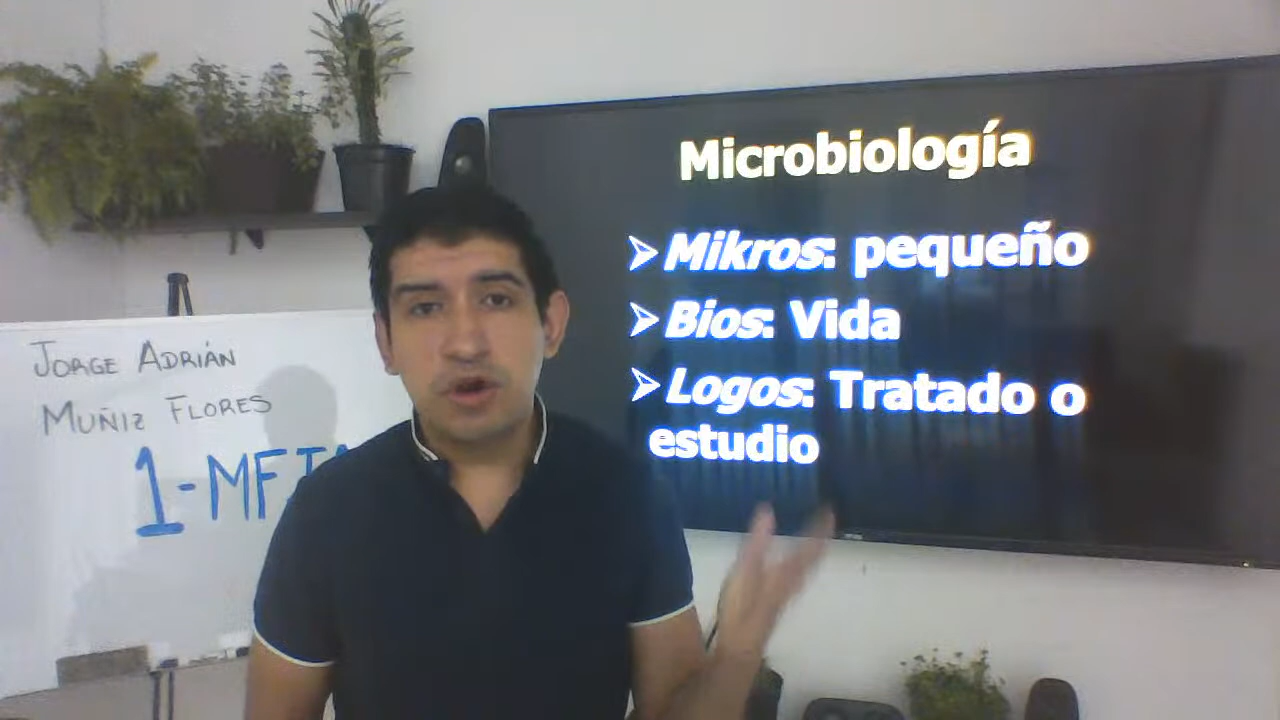 JORGE ADRIÁN
MUÑIZ FLORES
1-MF
Microbiología
Mikros: pequeño
Bios: Vida
Logos: Tratado o
estudio